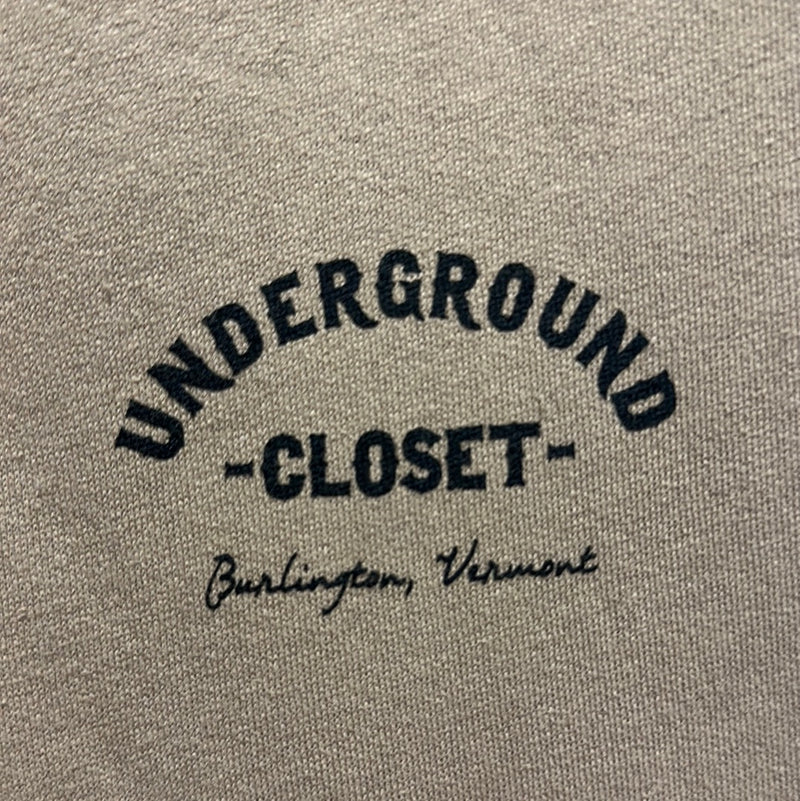 UNDERGROUND
-CLOSET-
Burlington, Vermont